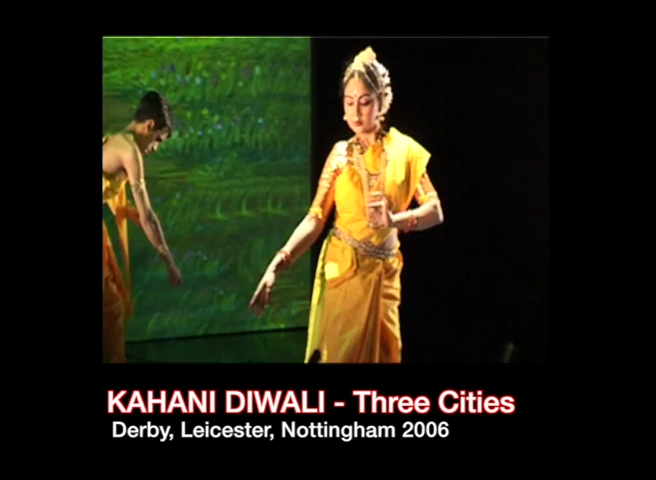 KAHANI DIWALI - Three Cities
Derby, Leicester, Nottingham 2006